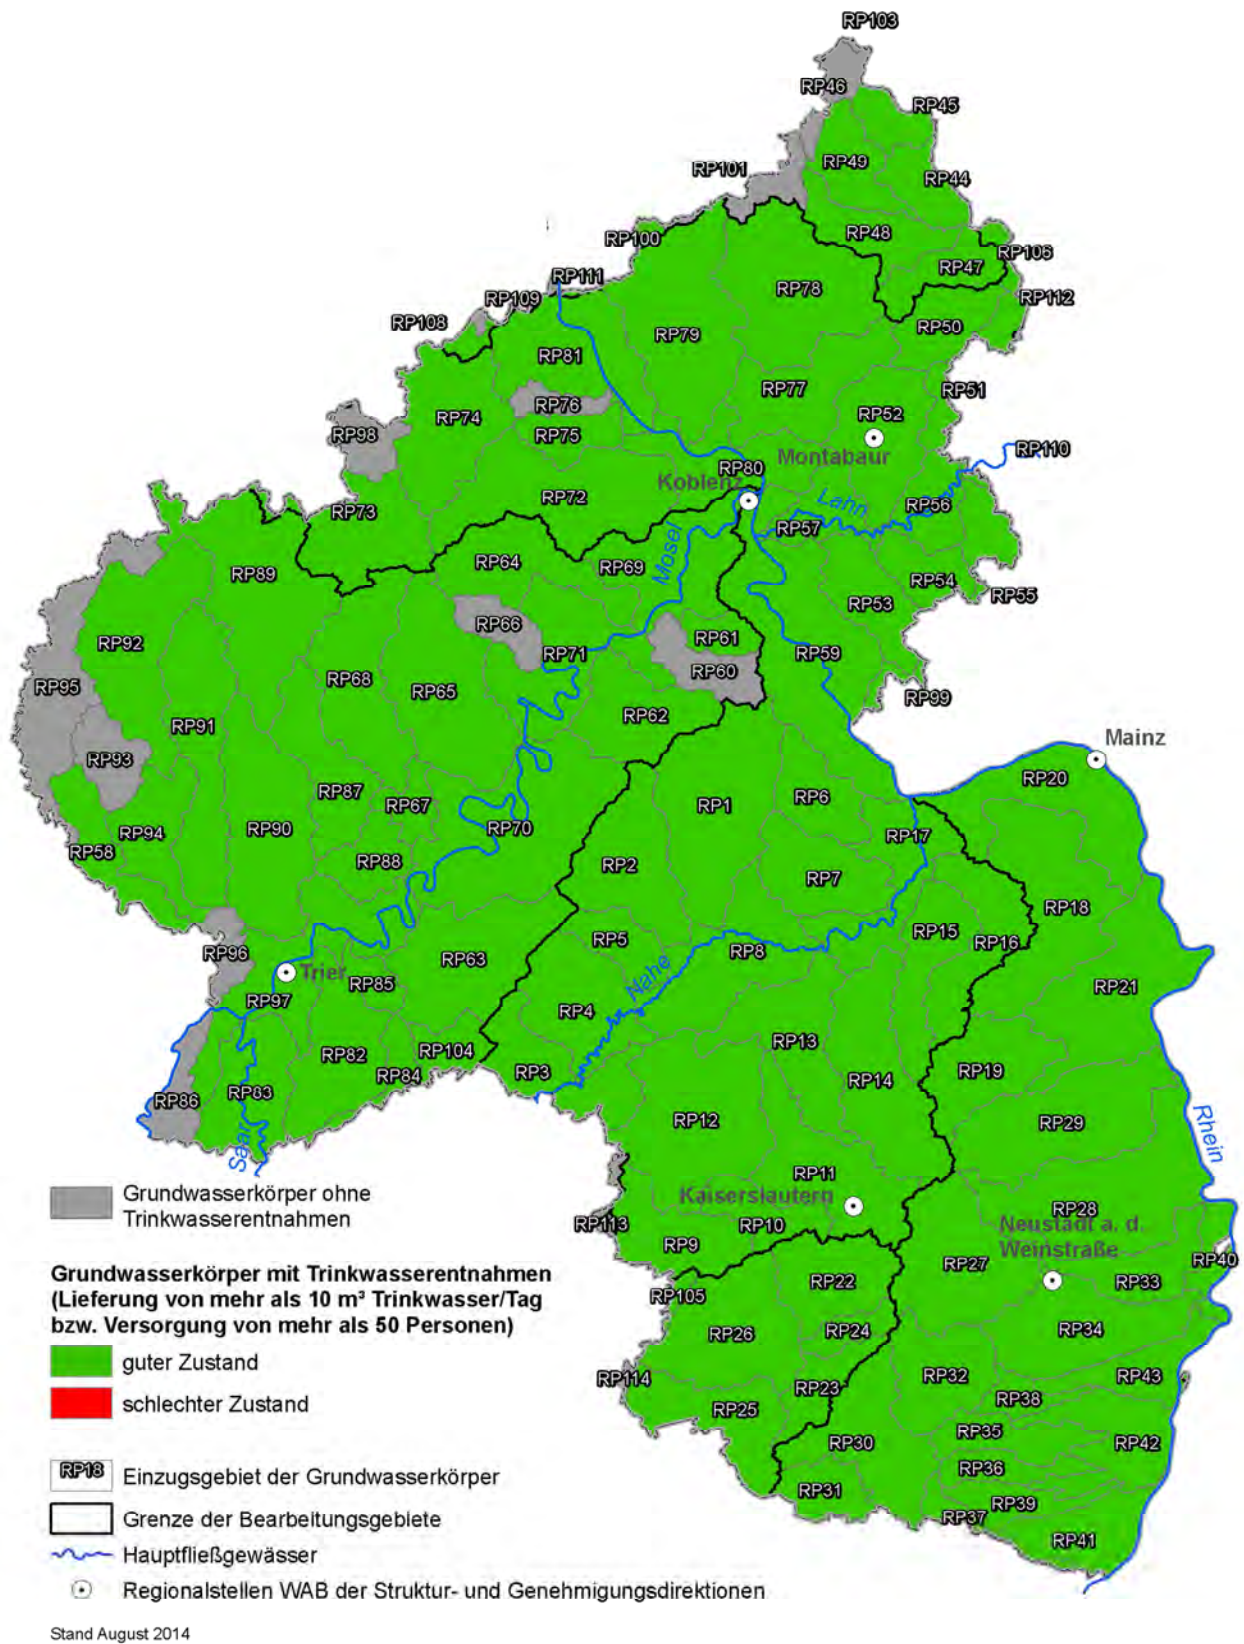 RP103
RP46
RP45
RP49
RP101
RP44
RP48
RP100
RP106
RP47
RP111
RP78
RP109
RP112
RP108
RP50
RP79
RP81
RP77
RP51
RP76
RP52
RP74
RP98
RP75
RP110
Montabaur
RP80
Koblenz
RP72
Lahn
RP56
RP73
RP57
Mosel
RP64
RP69
RP89
RP54
RP55
RP53
RP66
RP61
RP92
RP71
RP59
RP60
RP68
RP95
RP65
RP99
RP62
RP91
Mainz
RP93
RP20
RP87
RP6
RP67
RP1
RP70
RP90
RP94
RP17
RP58
RP88
RP2
RP7
RP18
RP15
RP5
RP16
RP8
RP96
RP63
Trier
Nahe
RP85
RP21
RP97
RP4
RP13
RP104
RP82
RP3
RP19
RP84
RP14
RP83
RP86
RP12
RP29
Rhein
Saar
RP11
Kaiserslautern
RP28
RP113
RP10
Neustadt a. d.
Weinstraße
RP9
RP40
RP27
RP22
RP33
RP105
RP24
RP34
RP26
RP32
RP43
RP114
RP23
RP38
RP25
RP35
RP30
RP42
RP36
RP31
RP39
RP37
RP41
Grundwasserkörper ohne
Trinkwasserentnahmen
Grundwasserkörper mit Trinkwasserentnahmen
(Lieferung von mehr als 10 m³ Trinkwasser/Tag
bzw. Versorgung von mehr als 50 Personen)
guter Zustand
schlechter Zustand
RP18 Einzugsgebiet der Grundwasserkörper
Grenze der Bearbeitungsgebiete
Hauptfließgewässer
Regionalstellen WAB der Struktur- und Genehmigungsdirektionen
Stand August 2014